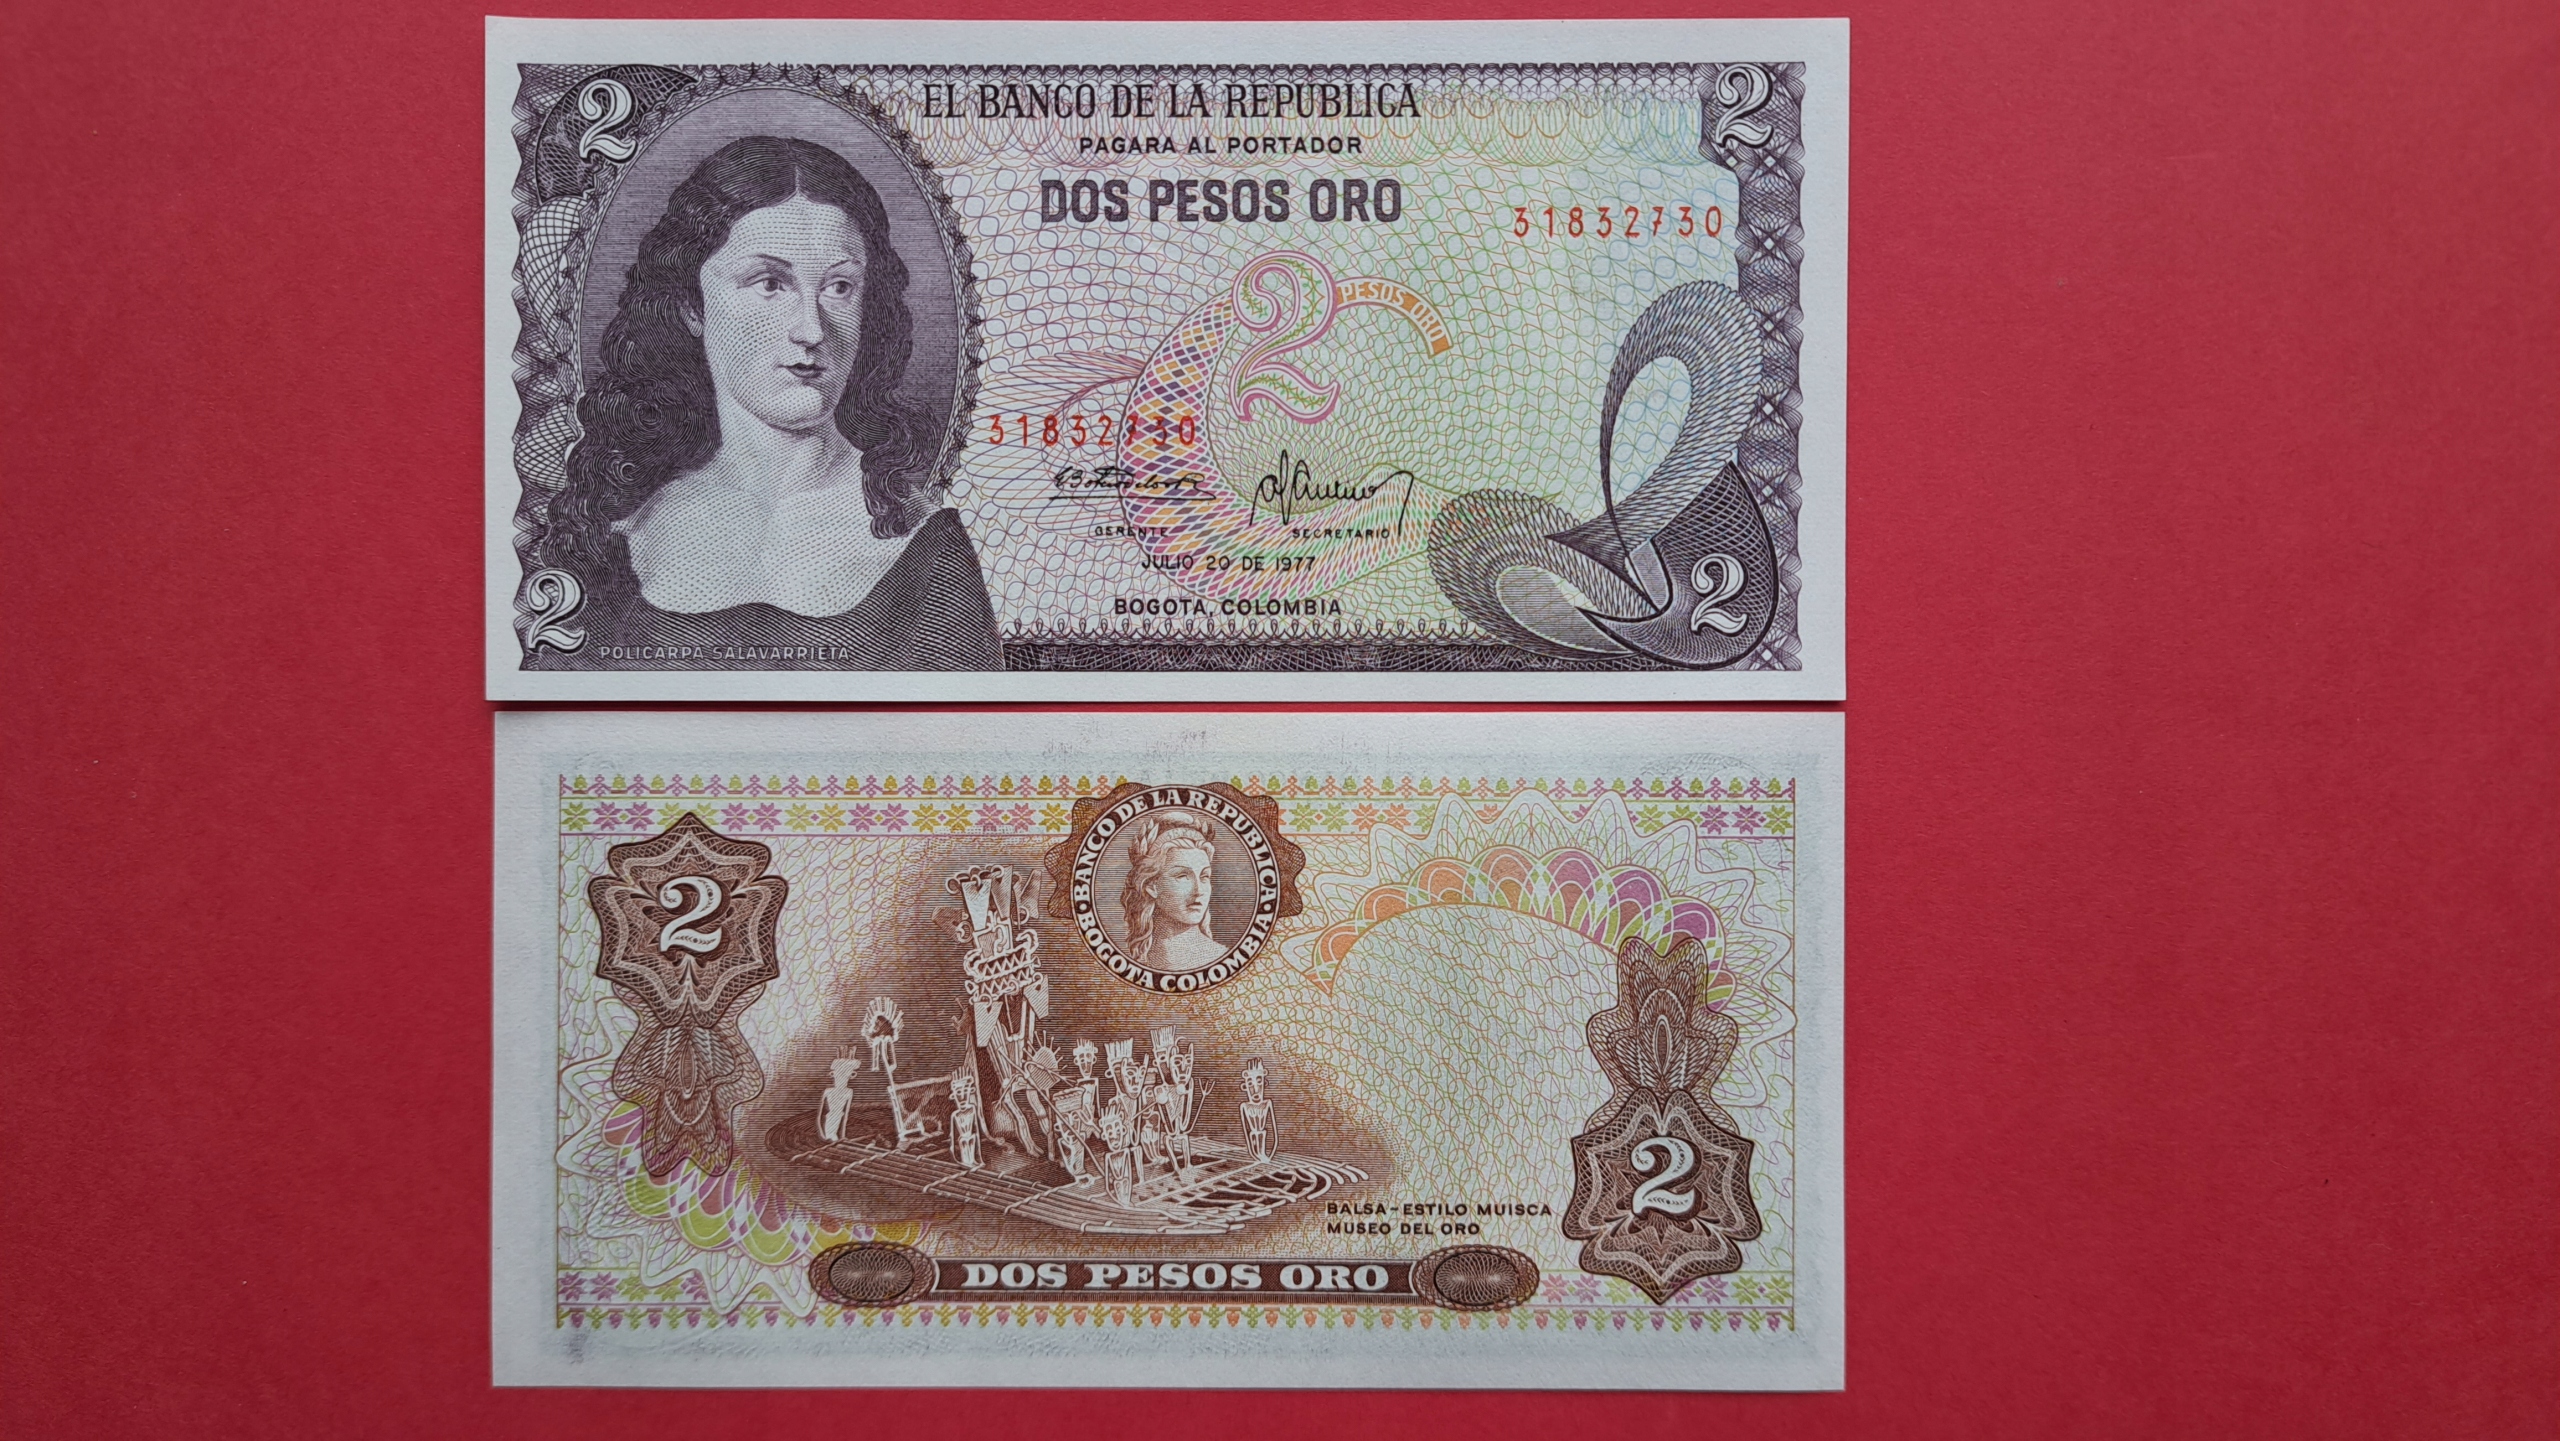 2
2
EL BANCO DE LA REPUBLICA
PAGARA AL PORTADOR
DOS PESOS ORO
31832730
2 PESOS ORO
31832730
GERENTE
SECRETARIO
JULIO 20 DE 1977
BOGOTA, COLOMBIA
2
2
POLICARPA SALAVARRIETA
BANCO DE LA REPUBLICA
BOGOTA COLOMBIA
2
2
BALSA-ESTILO MUISCA
MUSEO DEL ORO
DOS PESOS ORO